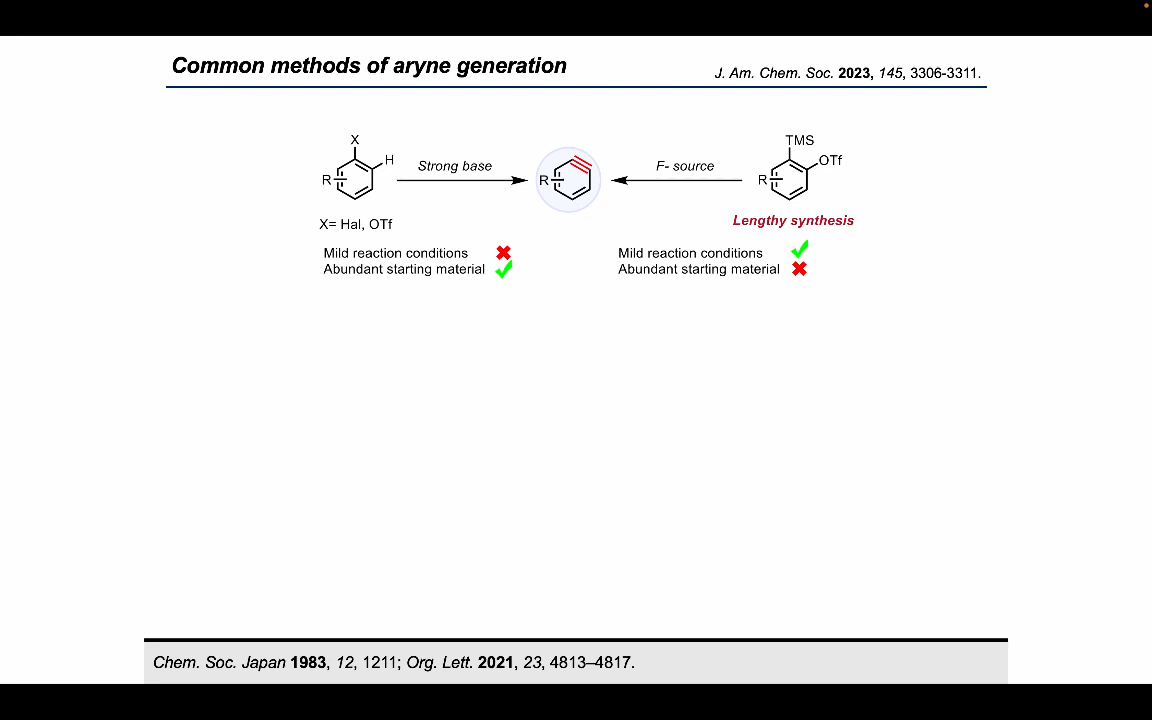 Common methods of aryne generation
J. Am. Chem. Soc. 2023, 145, 3306-3311.
X
H
R
Strong base
R
F- source
TMS
OTf
R
X= Hal, OTf
Lengthy synthesis
Mild reaction conditions
Abundant starting material
Mild reaction conditions
Abundant starting material
Chem. Soc. Japan 1983, 12, 1211; Org. Lett. 2021, 23, 4813–4817.